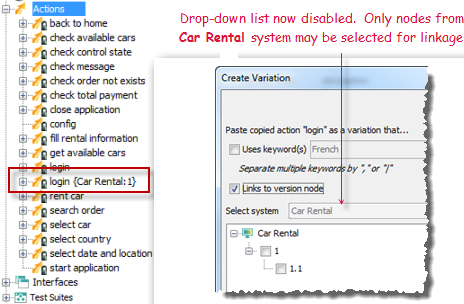 Actions
back to home
check available cars
check control state
check message
check order not exists
check total payment
close application
config
fill rental information
get available cars
login
login {Car Rental:1}
rent car
search order
select car
select country
select date and location
start application
Interfaces
Test Suites
Drop-down list now disabled. Only nodes from
Car Rental system may be selected for linkage
Create Variation
Paste copied action "login" as a variation that...
Uses keyword(s) French
Separate multiple keywords by "," or "/"
Links to version node
Select system Car Rental
Car Rental
1
1.1